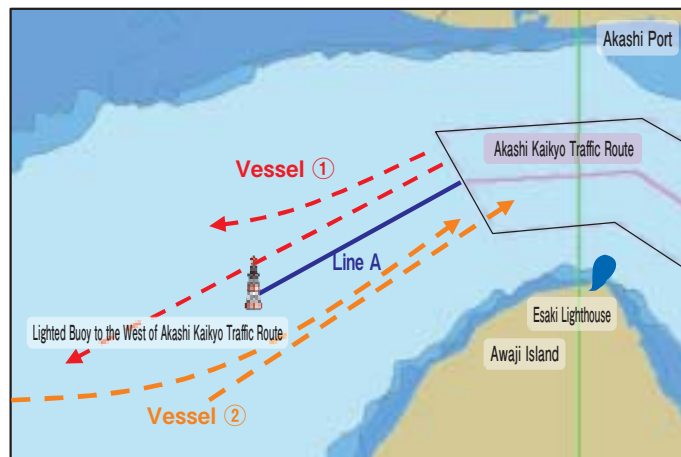 Akashi Port
Akashi Kaikyo Traffic Route
Vessel ①
Line A
Lighted Buoy to the West of Akashi Kaikyo Traffic Route
Esaki Lighthouse
Awaji Island
Vessel ②